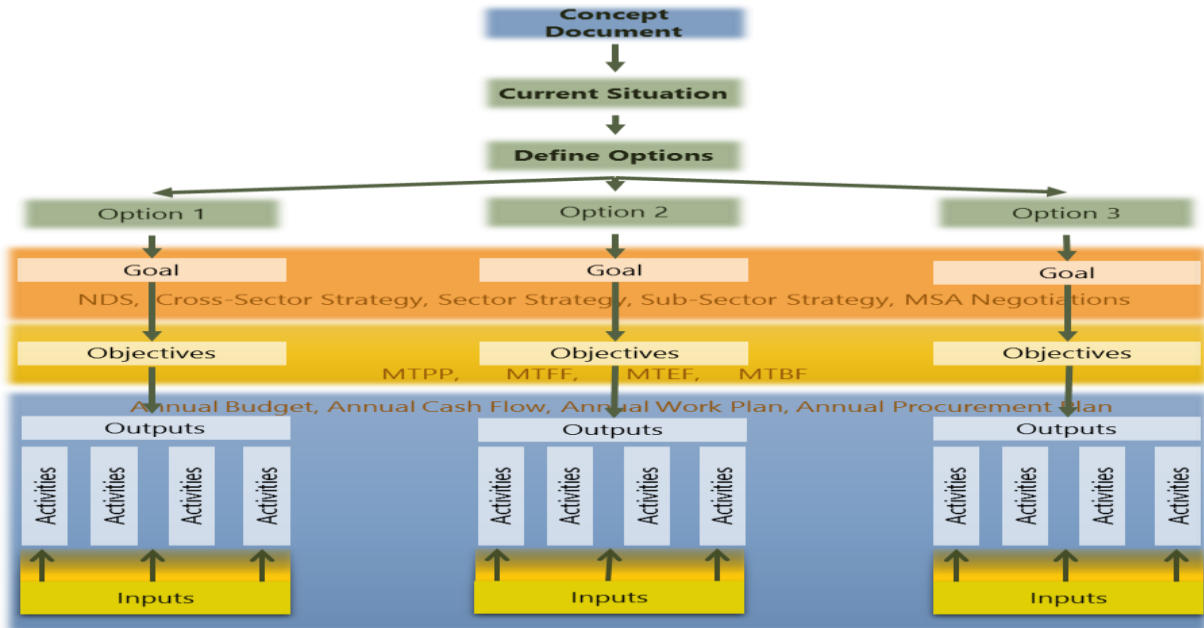 Concept
Document
Current Situation
Define Options
Option 1
Option 2
Option 3
Goal
Goal
Goal
NDS, Cross-Sector Strategy, Sector Strategy, Sub-Sector Strategy, MSA Negotiations
Objectives
Objectives
Objectives
MTPP, MTFF, MTEF, MTBF
Annual Budget, Annual Cash Flow, Annual Work Plan, Annual Procurement Plan
Outputs
Outputs
Outputs
Activities
Activities
Activities
Activities
Activities
Activities
Activities
Activities
Activities
Activities
Activities
Activities
Inputs
Inputs
Inputs